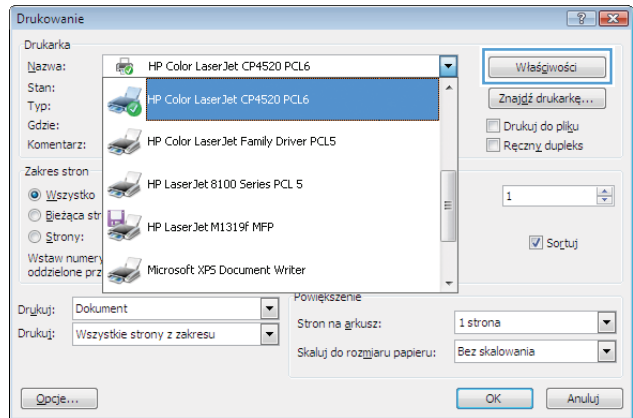 Drukowanie
Drukarka
Nazwa: HP Color LaserJet CP4520 PCL6 Właściwości
Stan: HP Color LaserJet CP4520 PCL6 Znajdź drukarkę...
Typ:
Gdzie: HP Color LaserJet Family Driver PCL5 Drukuj do pliku
Komentarz: Ręczny dupleks
Zakres stron HP LaserJet 8100 Series PCL 5
Wszystko 1
Bieżąca str HP LaserJet M1319f MFP
Strony: Sortuj
Wstaw numery Microsoft XPS Document Writer
oddzielone prz
Drukuj: Dokument Powiększenie
Drukuj: Wszystkie strony z zakresu Stron na arkusz: 1 strona
Skaluj do rozmiaru papieru: Bez skalowania
Opcje... OK Anuluj